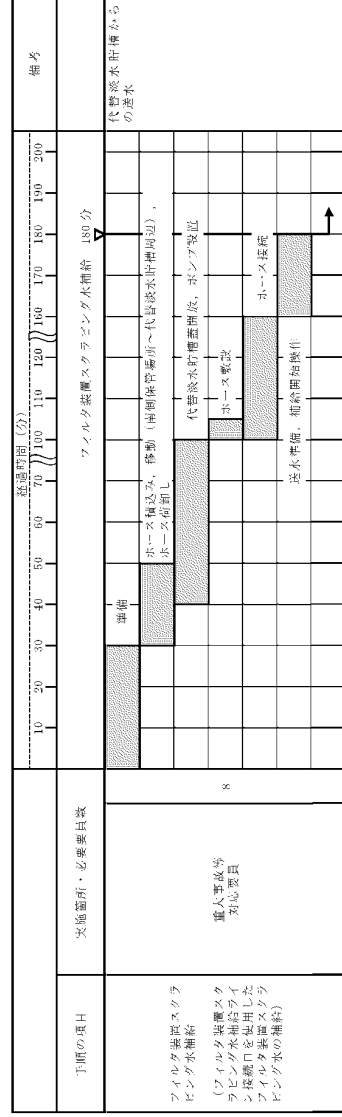 手順の項目
実施箇所・必要要員数
経過時間（分）
備考
10 20 30 40 50 60 70 100 110 120 160 170 180 190 200
フィルタ装置スクラビング水補給 180 分
フィルタ装置スクラ
ビング水補給
（フィルタ装置スク
ラビング水補給ライ
ン接続口を使用した
フィルタ装置スクラ
ビング水の補給）
重大事故等
対応要員
8
準備
ホース積込み，移動（南側保管場所～代替淡水貯槽周辺），
ホース荷卸し
代替淡水貯槽蓋開放，ポンプ設置
ホース敷設
ホース接続
送水準備，補給開始操作
代替淡水貯槽から
の送水